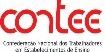 contee
Confederação Nacional dos Trabalhadores
em Estabelecimentos de Ensino